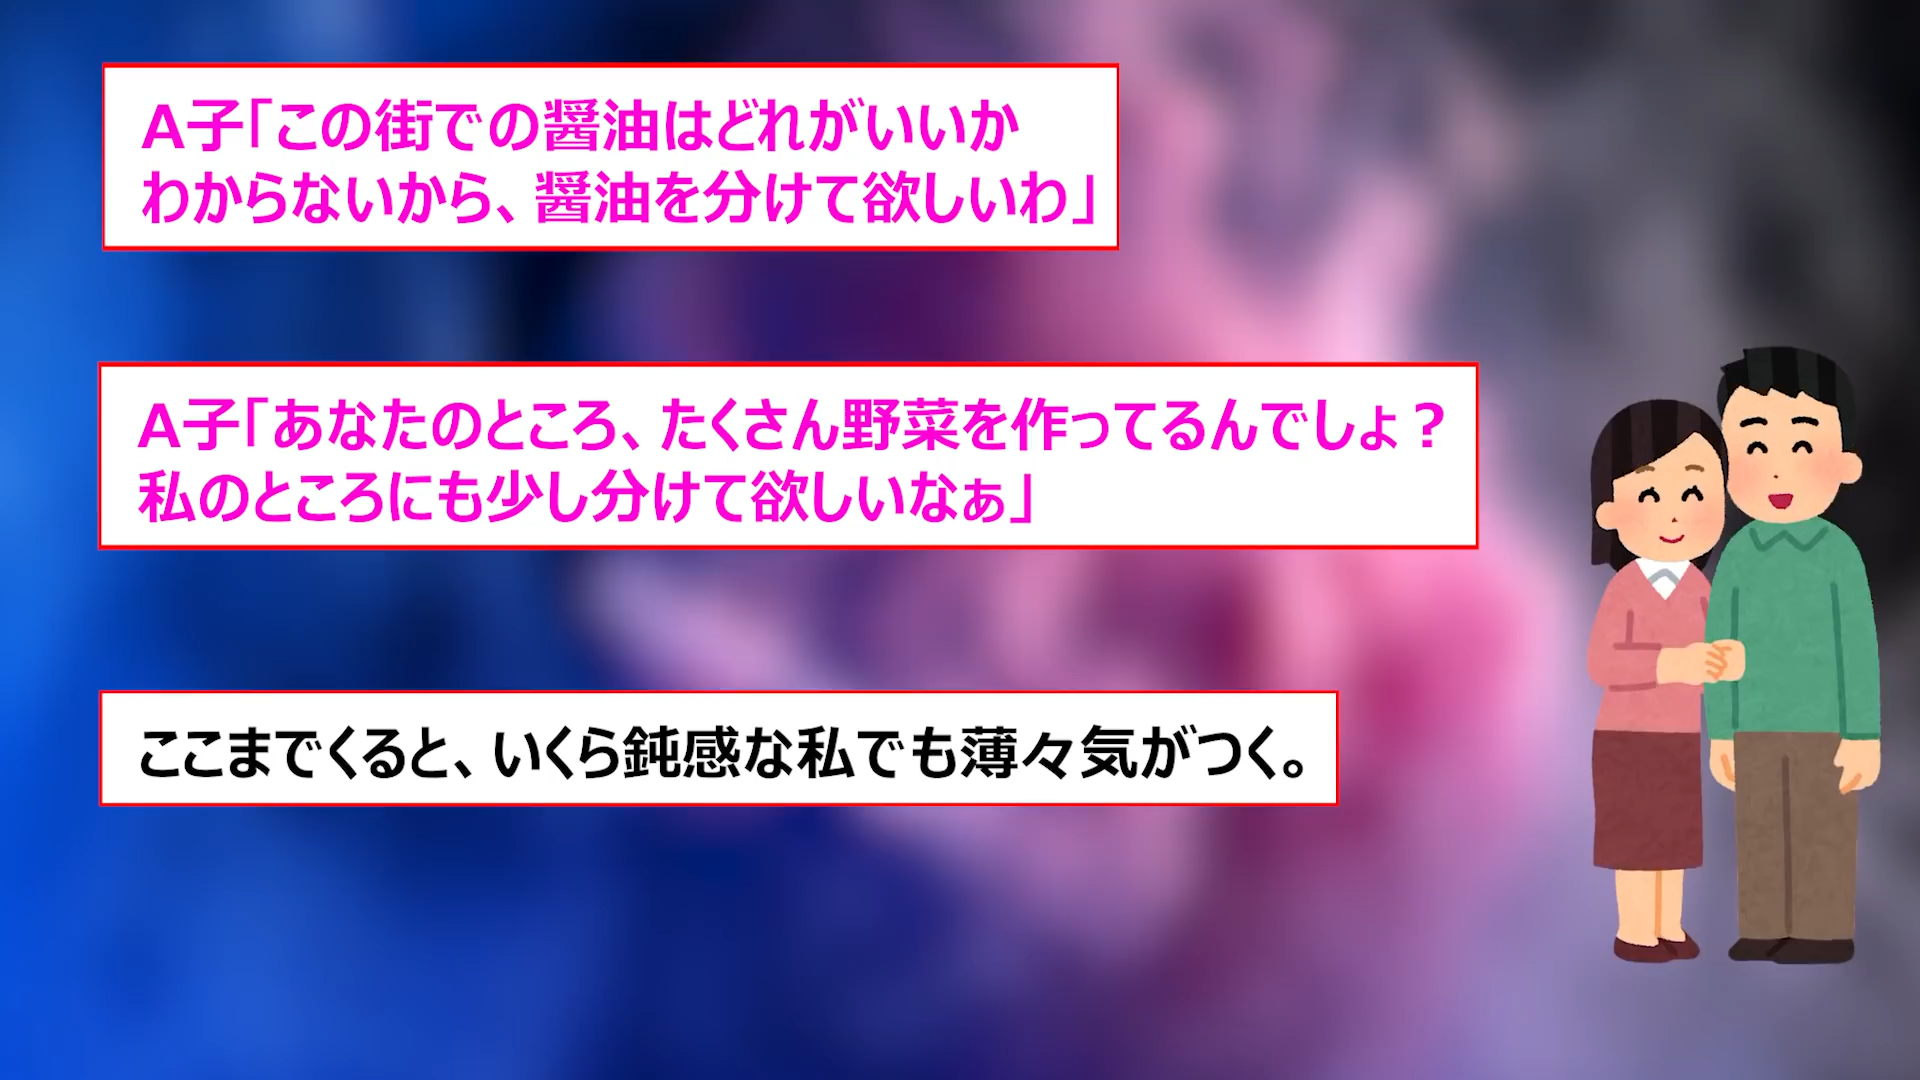 A子「この街での醤油はどれがいいか
わからないから、醤油を分けて欲しいわ」
A子「あなたのところ、たくさん野菜を作ってるんでしょ？
私のところにも少し分けて欲しいなぁ」
ここまでくると、いくら鈍感な私でも薄々気がつく。